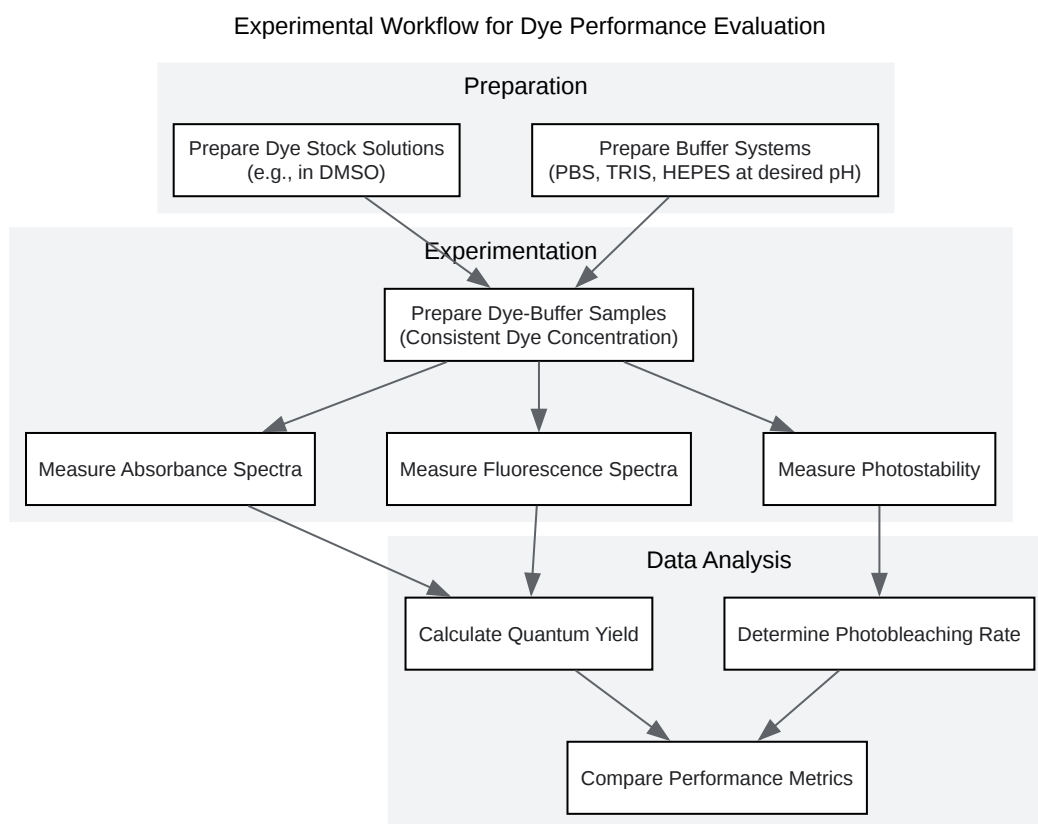 Experimental Workflow for Dye Performance Evaluation
Preparation
Prepare Dye Stock Solutions
(e.g., in DMSO)
Prepare Buffer Systems
(PBS, TRIS, HEPES at desired pH)
Experimentation
Prepare Dye-Buffer Samples
(Consistent Dye Concentration)
Measure Absorbance Spectra
Measure Fluorescence Spectra
Measure Photostability
Data Analysis
Calculate Quantum Yield
Determine Photobleaching Rate
Compare Performance Metrics